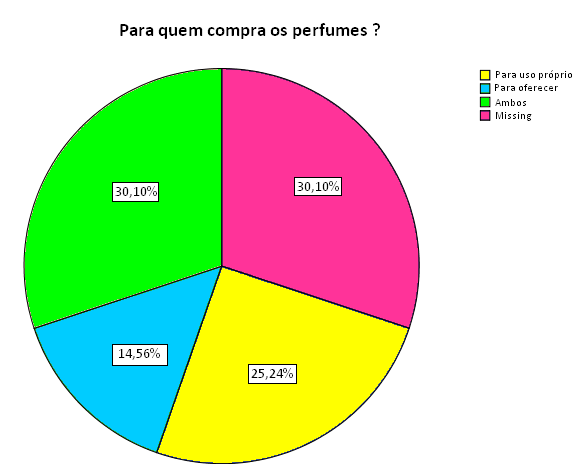 Para quem compra os perfumes ?
Para uso próprio
Para oferecer
Ambos
Missing
30,10%
30,10%
14,56%
25,24%